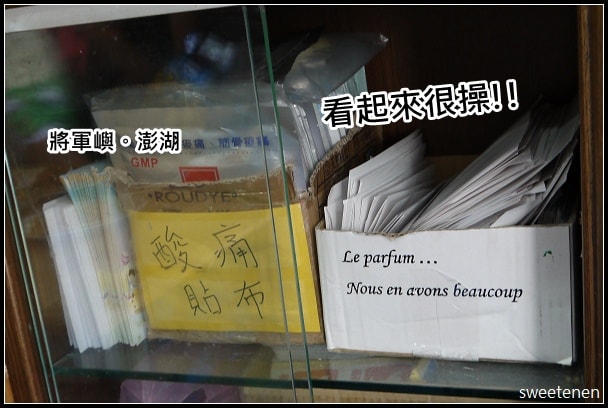 看起來很操!!
將軍嶼。澎湖
GMP
ROUDYE
酸痛
貼布
Le parfum ...
Nous en avons beaucoup
sweetenen